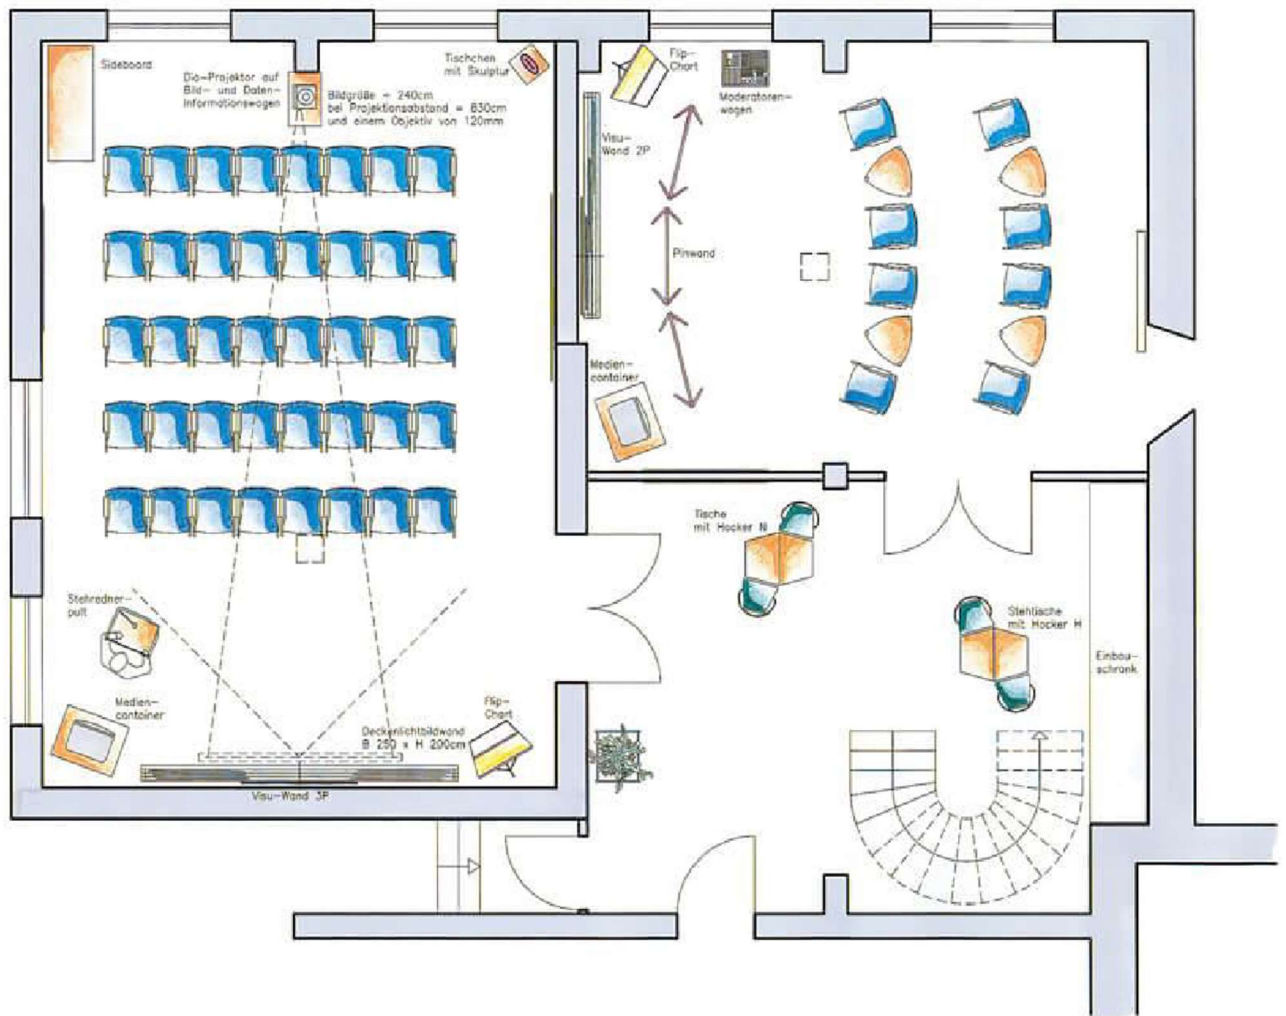 Sideboard
Dia-Projektor auf
Bild- und Daten-
Informationswagen
Bildgröße = 240cm
bei Projektionsabstand = 830cm
und einem Objektiv von 120mm
Tischchen
mit Skulptur
Flip-
Chart
Moderatoren-
wagen
Visu-
Wand 2P
Pinwand
Medien-
container
Tische
mit Hocker N
Stehtische
mit Hocker H
Einbau-
schrank
Stehredner-
pult
Medien-
container
Flip-
Chart
Deckenlichtbildwand
B 250 x H 200cm
Visu-Wand 3P